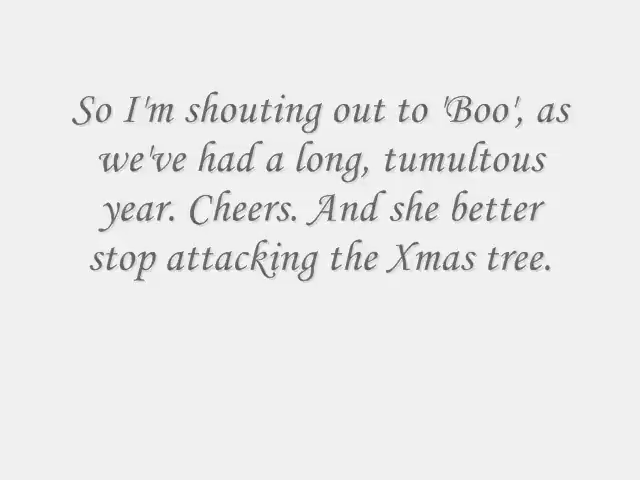 So I'm shouting out to 'Boo', as
we've had a long, tumultous
year. Cheers. And she better
stop attacking the Xmas tree.